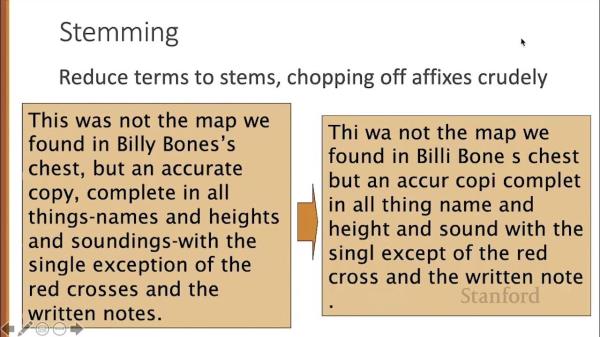 Stemming
Reduce terms to stems, chopping off affixes crudely
This was not the map we
found in Billy Bones's
chest, but an accurate
copy, complete in all
things-names and heights
and soundings-with the
single exception of the
red crosses and the
written notes.
Thi wa not the map we
found in Billi Bone s chest
but an accur copi complet
in all thing name and
height and sound with the
singl except of the red
cross and the written note
.
Stanford